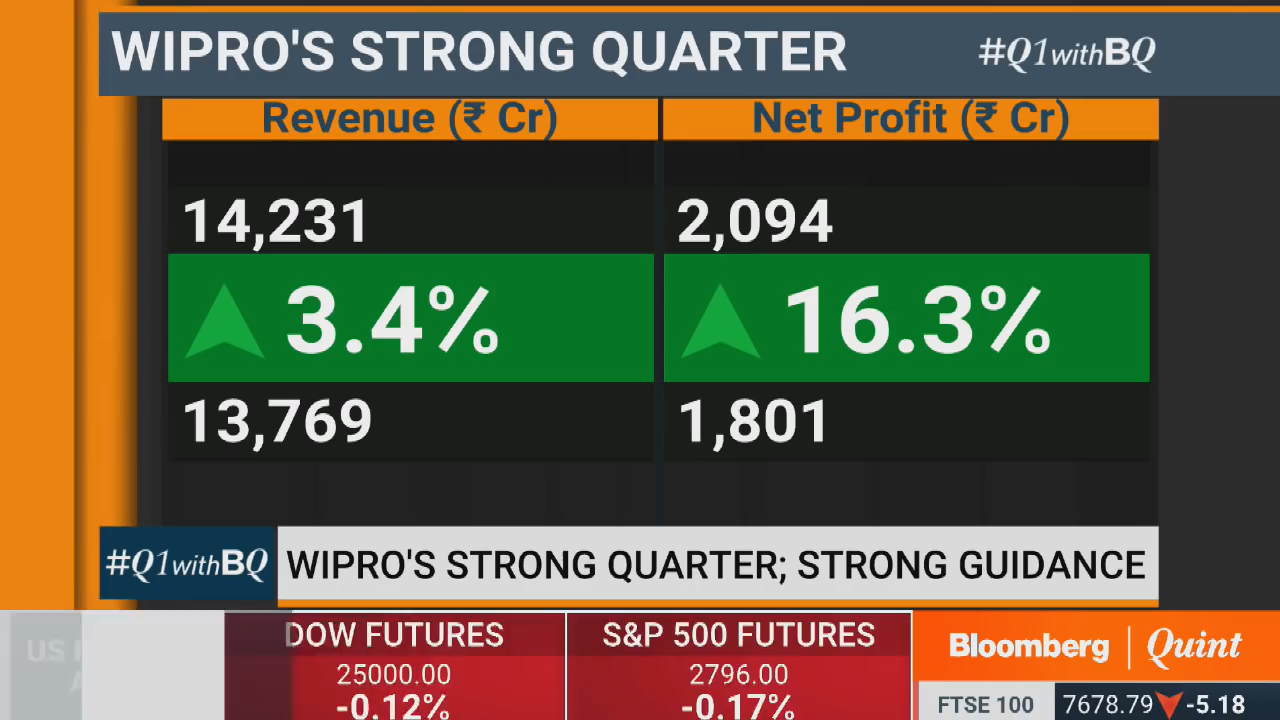 WIPRO'S STRONG QUARTER
#Q1withBQ
Revenue (₹ Cr)
Net Profit (₹ Cr)
14,231
2,094
3.4%
16.3%
13,769
1,801
#Q1withBQ
WIPRO'S STRONG QUARTER; STRONG GUIDANCE
US
DOW FUTURES
25000.00
-0.12%
S&P 500 FUTURES
2796.00
-0.17%
Bloomberg | Quint
FTSE 100
7678.79
-5.18